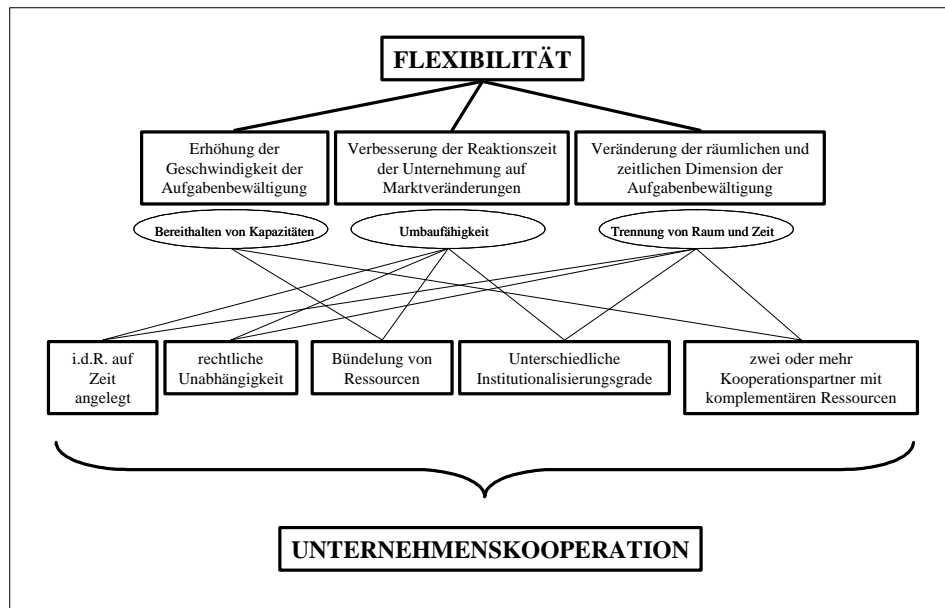 FLEXIBILITÄT
Erhöhung der
Geschwindigkeit der
Aufgabenbewältigung
Verbesserung der Reaktionszeit
der Unternehmung auf
Marktveränderungen
Veränderung der räumlichen und
zeitlichen Dimension der
Aufgabenbewältigung
Bereithalten von Kapazitäten
Umbaufähigkeit
Trennung von Raum und Zeit
i.d.R. auf
Zeit
angelegt
rechtliche
Unabhängigkeit
Bündelung von
Ressourcen
Unterschiedliche
Institutionalisierungsgrade
zwei oder mehr
Kooperationspartner mit
komplementären Ressourcen
UNTERNEHMENSKOOPERATION